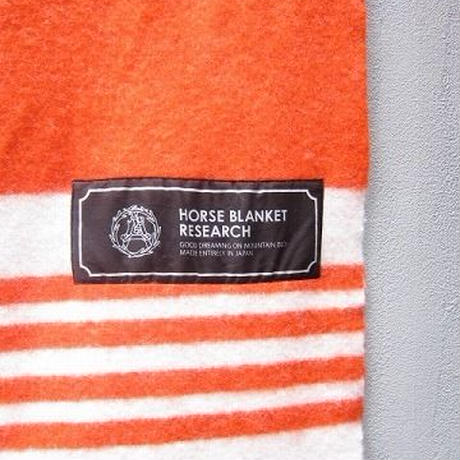 HORSE BLANKET
RESEARCH
GOOD DREAMING ON MOUNTAIN BED
MADE ENTIRELY IN JAPAN